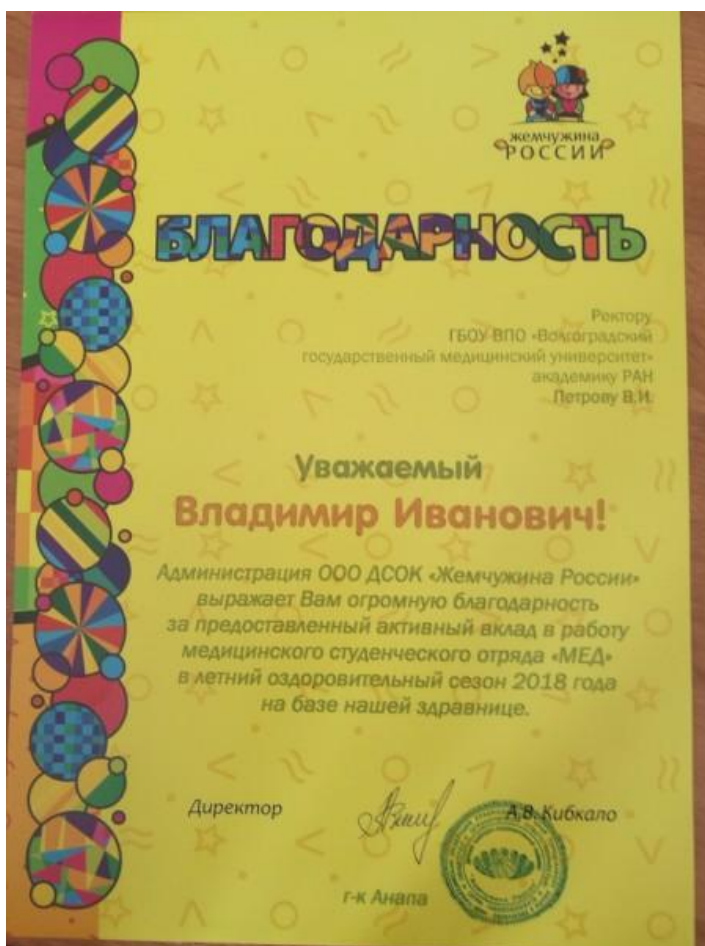 жемчужина
РОССИИ
БЛАГОДАРНОСТЬ
Ректору
ГБОУ ВПО «Волгоградский
государственный медицинский университет»
академику РАН
Петрову В.И.
Уважаемый
Владимир Иванович!
Администрация ООО ДСОК «Жемчужина России»
выражает Вам огромную благодарность
за предоставленный активный вклад в работу
медицинского студенческого отряда «МЕД»
в летний оздоровительный сезон 2018 года
на базе нашей здравнице.
Директор
А.В. Кибкало
г-к Анапа